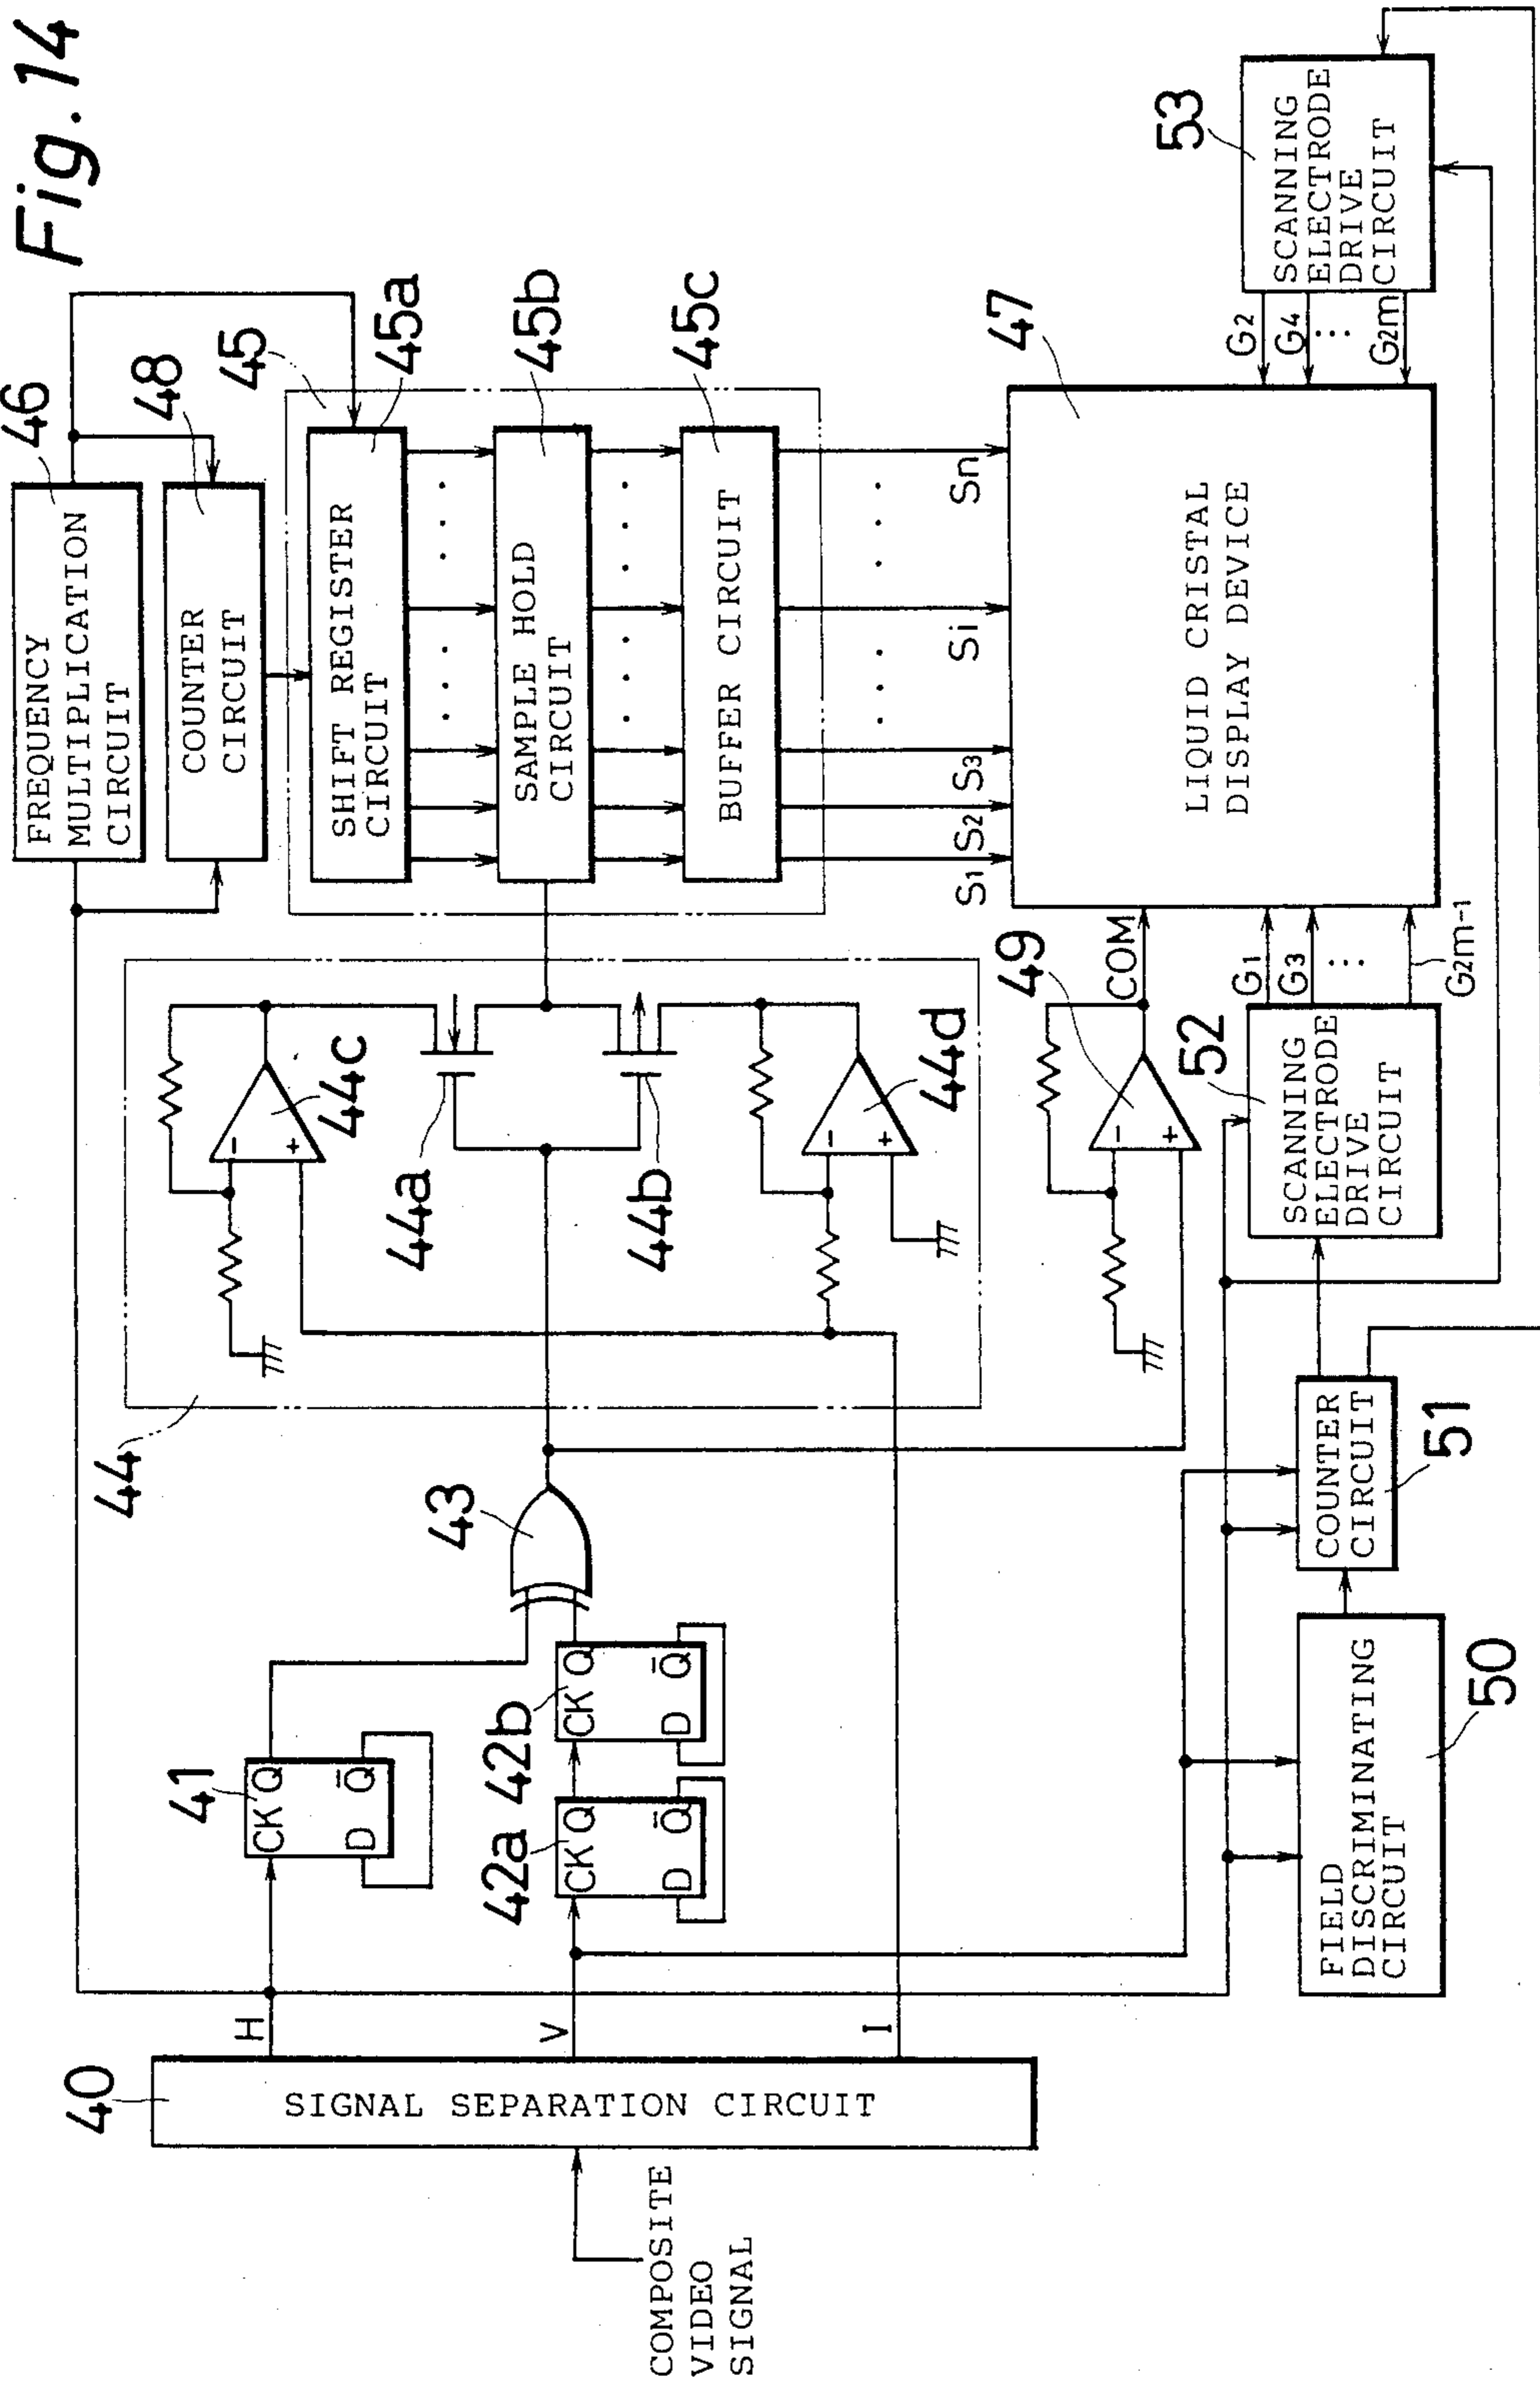 Fig. 14
COMPOSITE
VIDEO
SIGNAL
40
SIGNAL SEPARATION CIRCUIT
H
V
I
41
CK Q
D Q̄
42a
CK Q
D Q̄
42b
CK Q
D Q̄
43
44
44a
44b
44c
-
+
44d
-
+
46
FREQUENCY
MULTIPLICATION
CIRCUIT
48
COUNTER
CIRCUIT
45
45a
SHIFT REGISTER
CIRCUIT
45b
SAMPLE HOLD
CIRCUIT
45c
BUFFER CIRCUIT
S1 S2 S3 Si Sn
47
LIQUID CRISTAL
DISPLAY DEVICE
49
-
+
COM
50
FIELD
DISCRIMINATING
CIRCUIT
51
COUNTER
CIRCUIT
52
SCANNING
ELECTRODE
DRIVE
CIRCUIT
G1
G3
G2m-1
53
SCANNING
ELECTRODE
DRIVE
CIRCUIT
G2
G4
G2m